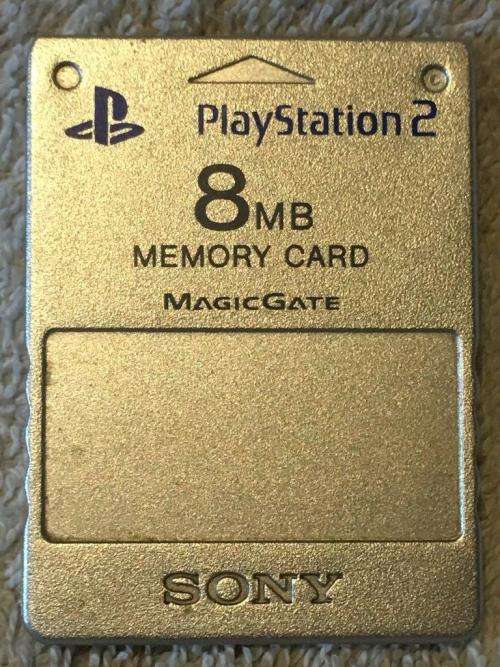 PlayStation 2
8MB
MEMORY CARD
MAGICGATE
SONY